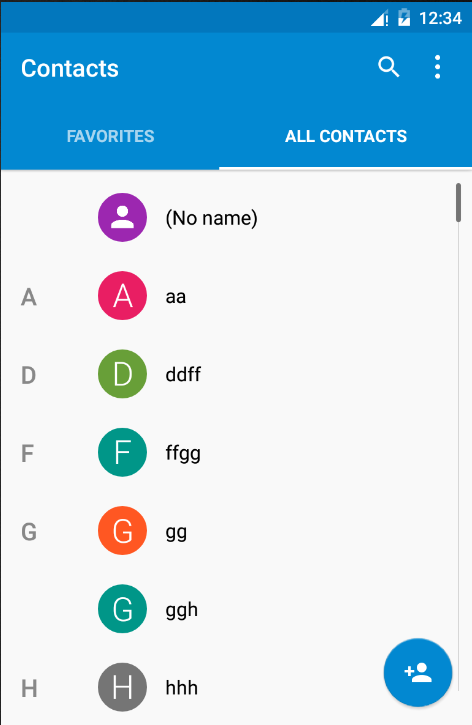 12:34
Contacts
FAVORITES ALL CONTACTS
(No name)
A A aa
D D ddff
F F ffgg
G G gg
G ggh
H H hhh